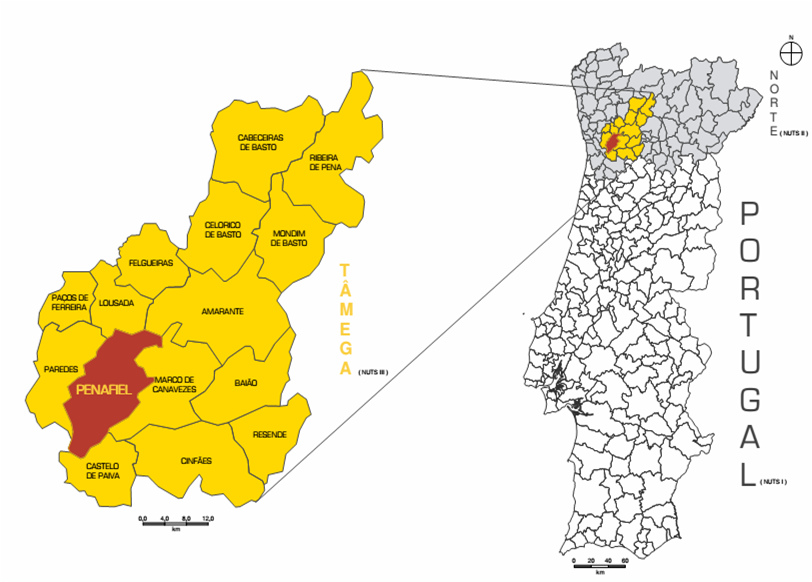 CABECEIRAS
DE BASTO
RIBEIRA
DE PENA
CELORICO
DE BASTO
MONDIM
DE BASTO
FELGUEIRAS
PAÇOS DE
FERREIRA
LOUSADA
AMARANTE
PAREDES
PENAFIEL
MARCO DE
CANAVEZES
BAIÃO
RESENDE
CINFÃES
CASTELO
DE PAIVA
TÂMEGA
(NUTS III)
0,0 4,0 8,0 12,0
km
N
NORTE
(NUTS II)
PORTUGAL
(NUTS I)
0 20 40 60
km